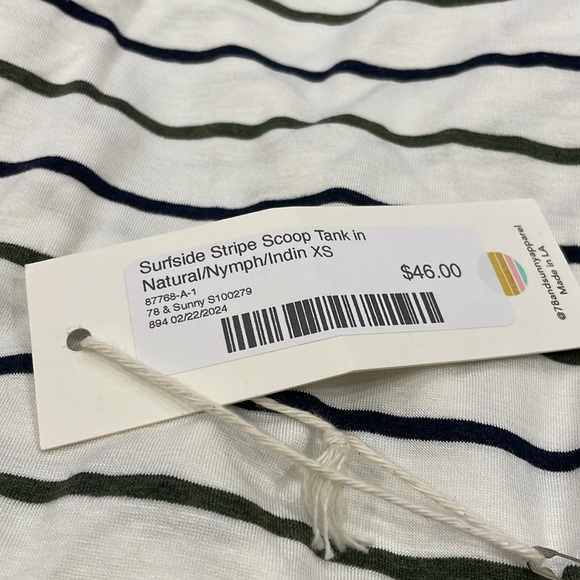 Surfside Stripe Scoop Tank in
Natural/Nymph/Indin XS
87768-A-1
78 & Sunny S100279
894 02/22/2024
$46.00
@78andsunnyapparel
Made in LA